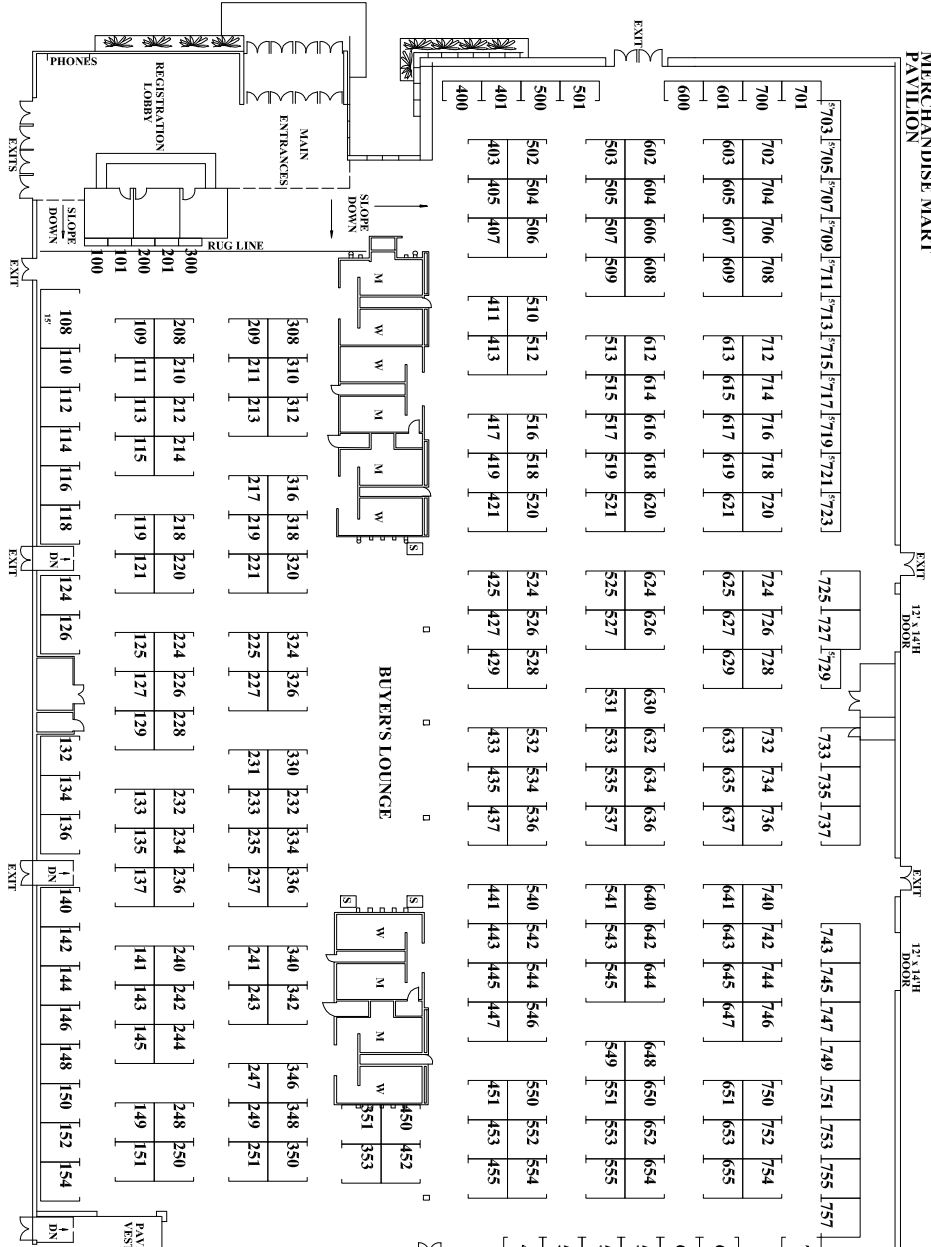 MERCHANDISE MART
PAVILION
EXIT
12' x 14'H
DOOR
EXIT
12' x 14'H
DOOR
5' 703 5' 705 5' 707 5' 709 5' 711 5' 713 5' 715 5' 717 5' 719 5' 721 5' 723 725 727 5' 729 733 735 737 743 745 747 749 751 753 755 757
701
700
601
600
702 704 706 708 712 714 716 718 720 724 726 728 732 734 736 740 742 744 746 750 752 754
603 605 607 609 613 615 617 619 621 625 627 629 633 635 637 641 643 645 647 651 653 655
EXIT
602 604 606 608 612 614 616 618 620 624 626 630 632 634 636 640 642 644 648 650 652 654
503 505 507 509 513 515 517 519 521 525 527 531 533 535 537 541 543 545 549 551 553 555
501
500
401
400
502 504 506 510 512 516 518 520 524 526 528 532 534 536 540 542 544 546 550 552 554
403 405 407 411 413 417 419 421 425 427 429 433 435 437 441 443 445 447 451 453 455
S
S
450 452
M W W M M W
BUYER'S LOUNGE
W M M W
351 353
S
SLOPE
DOWN
MAIN
ENTRANCES
308 310 312 316 318 320 324 326 330 232 334 336 340 342 346 348 350
209 211 213 217 219 221 225 227 231 233 235 237 241 243 247 249 251
RUG LINE
300
201
200
101
100
208 210 212 214 218 220 224 226 228 232 234 236 240 242 244 248 250
109 111 113 115 119 121 125 127 129 133 135 137 141 143 145 149 151
REGISTRATION
LOBBY
PHONES
SLOPE
DOWN
108 110 112 114 116 118 124 126 132 134 136 140 142 144 146 148 150 152 154
15'
DN
DN
DN
EXITS
EXIT
EXIT
EXIT